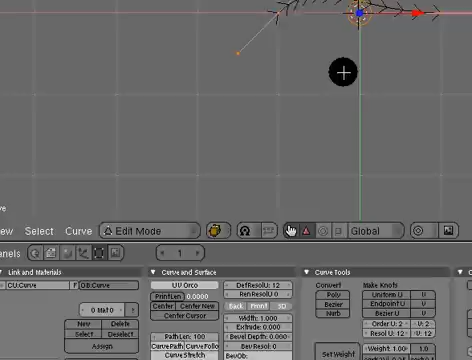 ve
ew Select Curve Edit Mode Global
anels 1
Link and Materials
CU:Curve F OB:Curve
0 Mat 0
New Delete
Select Deselect
Assign
Curve and Surface
UV Orco
PrintLen 0.0000
Center Center New
Center Cursor
PathLen: 100
CurvePath CurveFollo
CurveStretch
DefResolU: 12
RenResolU 0
Back Front 3D
Width: 1.000
Extrude: 0.000
Bevel Depth: 0.000
Bev Resol: 0
BevOb:
Curve Tools
Convert
Poly
Bezier
Nurb
Make Knots
Uniform U V
Endpoint U V
Bezier U V
Order U: 2 V: 2
Resol U: 12 V: 12
Set Weight
Weight: 1.00
1.0
C